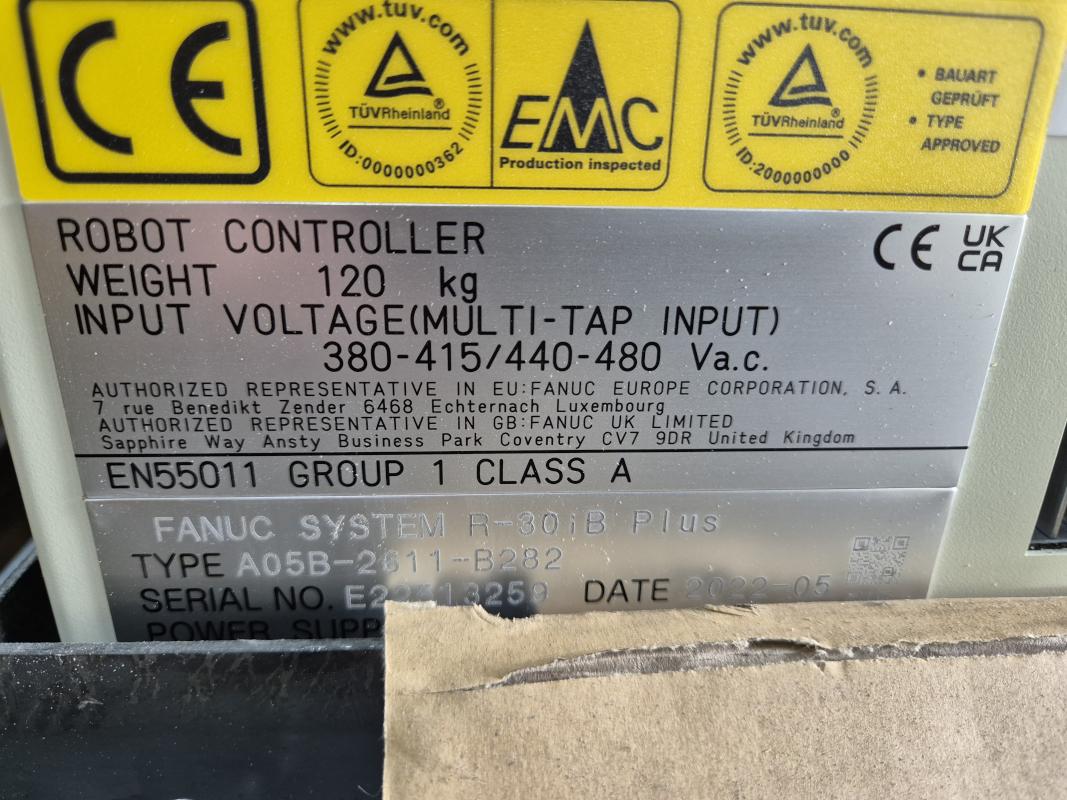 CE
www.tuv.com
TÜVRheinland®
ID:0000000362
EMC
Production inspected
www.tuv.com
TÜVRheinland®
ID:2000000000
• BAUART
GEPRÜFT
• TYPE
APPROVED
ROBOT CONTROLLER
CE UK
CA
WEIGHT 120 kg
INPUT VOLTAGE(MULTI-TAP INPUT)
380-415/440-480 Va.c.
AUTHORIZED REPRESENTATIVE IN EU:FANUC EUROPE CORPORATION, S. A.
7 rue Benedikt Zender 6468 Echternach Luxembourg
AUTHORIZED REPRESENTATIVE IN GB:FANUC UK LIMITED
Sapphire Way Ansty Business Park Coventry CV7 9DR United Kingdom
EN55011 GROUP 1 CLASS A
FANUC SYSTEM R-30iB Plus
TYPE A05B-2611-B282
SERIAL NO. DATE 2022-05
POWER